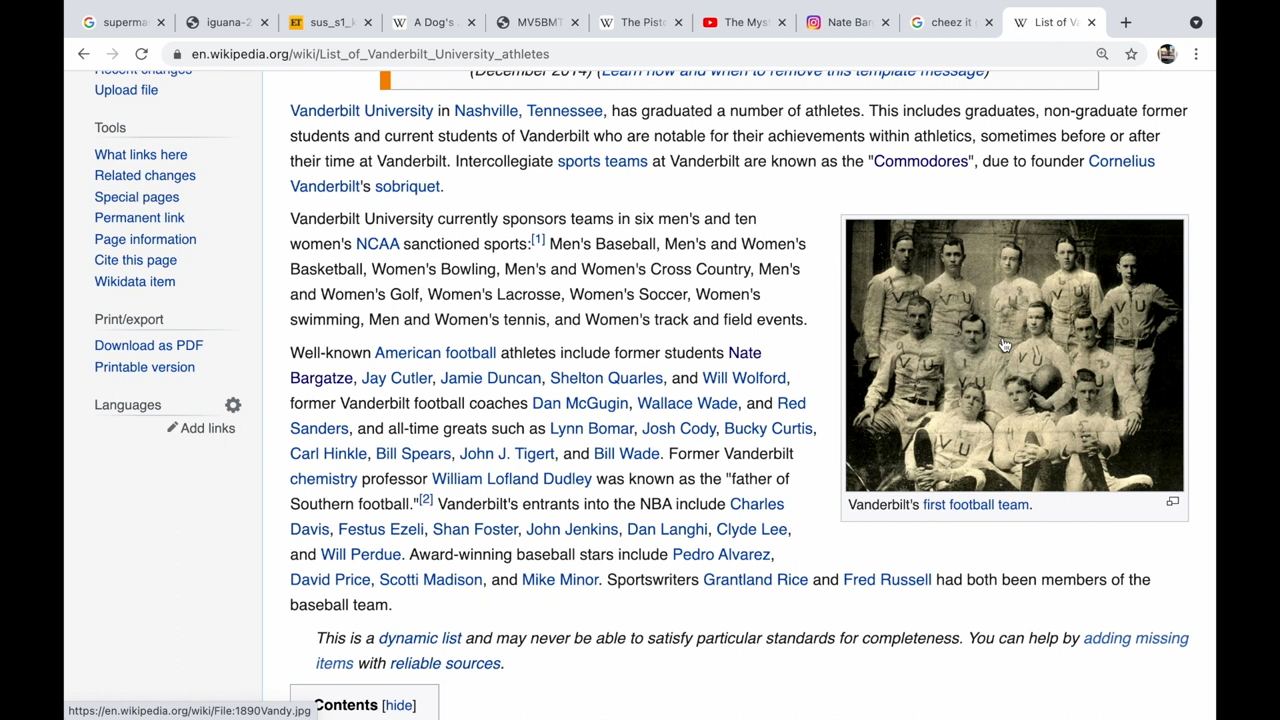 superma
iguana-2
sus_s1_k
A Dog's
MV5BMT
The Pist
The Mys
Nate Bar
cheez it
List of V
en.wikipedia.org/wiki/List_of_Vanderbilt_University_athletes
Recent changes
Upload file
Tools
What links here
Related changes
Special pages
Permanent link
Page information
Cite this page
Wikidata item
Print/export
Download as PDF
Printable version
Languages
Add links
(December 2014) (Learn how and when to remove this template message)
Vanderbilt University in Nashville, Tennessee, has graduated a number of athletes. This includes graduates, non-graduate former
students and current students of Vanderbilt who are notable for their achievements within athletics, sometimes before or after
their time at Vanderbilt. Intercollegiate sports teams at Vanderbilt are known as the "Commodores", due to founder Cornelius
Vanderbilt's sobriquet.
Vanderbilt University currently sponsors teams in six men's and ten
women's NCAA sanctioned sports:[1] Men's Baseball, Men's and Women's
Basketball, Women's Bowling, Men's and Women's Cross Country, Men's
and Women's Golf, Women's Lacrosse, Women's Soccer, Women's
swimming, Men and Women's tennis, and Women's track and field events.
Well-known American football athletes include former students Nate
Bargatze, Jay Cutler, Jamie Duncan, Shelton Quarles, and Will Wolford,
former Vanderbilt football coaches Dan McGugin, Wallace Wade, and Red
Sanders, and all-time greats such as Lynn Bomar, Josh Cody, Bucky Curtis,
Carl Hinkle, Bill Spears, John J. Tigert, and Bill Wade. Former Vanderbilt
chemistry professor William Lofland Dudley was known as the "father of
Southern football."[2] Vanderbilt's entrants into the NBA include Charles
Davis, Festus Ezeli, Shan Foster, John Jenkins, Dan Langhi, Clyde Lee,
and Will Perdue. Award-winning baseball stars include Pedro Alvarez,
David Price, Scotti Madison, and Mike Minor. Sportswriters Grantland Rice and Fred Russell had both been members of the
baseball team.
Vanderbilt's first football team.
This is a dynamic list and may never be able to satisfy particular standards for completeness. You can help by adding missing
items with reliable sources.
Contents [hide]
https://en.wikipedia.org/wiki/File:1890Vandy.jpg